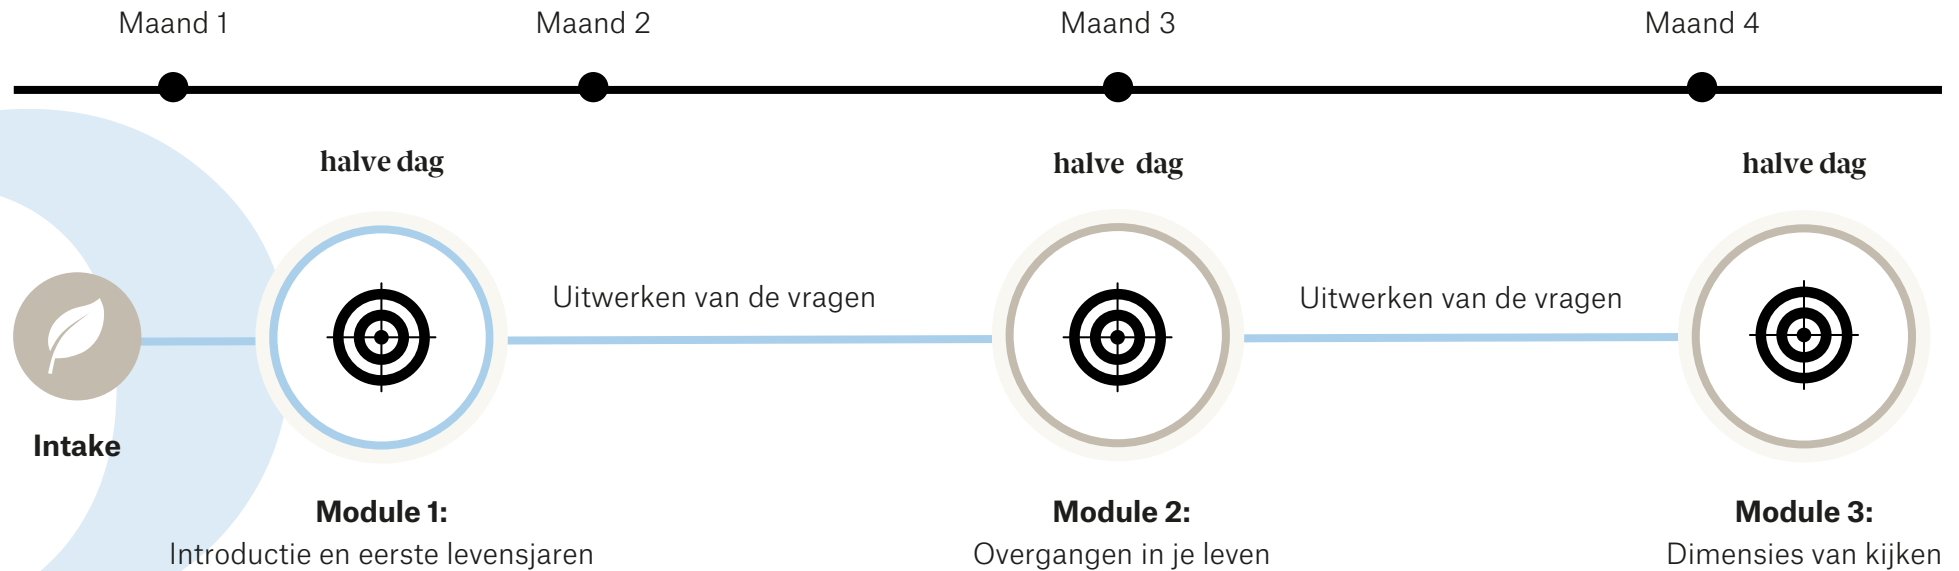 Maand 1
Maand 2
Maand 3
Maand 4
halve dag
halve dag
halve dag
Uitwerken van de vragen
Uitwerken van de vragen
Intake
Module 1:
Introductie en eerste levensjaren
Module 2:
Overgangen in je leven
Module 3:
Dimensies van kijken